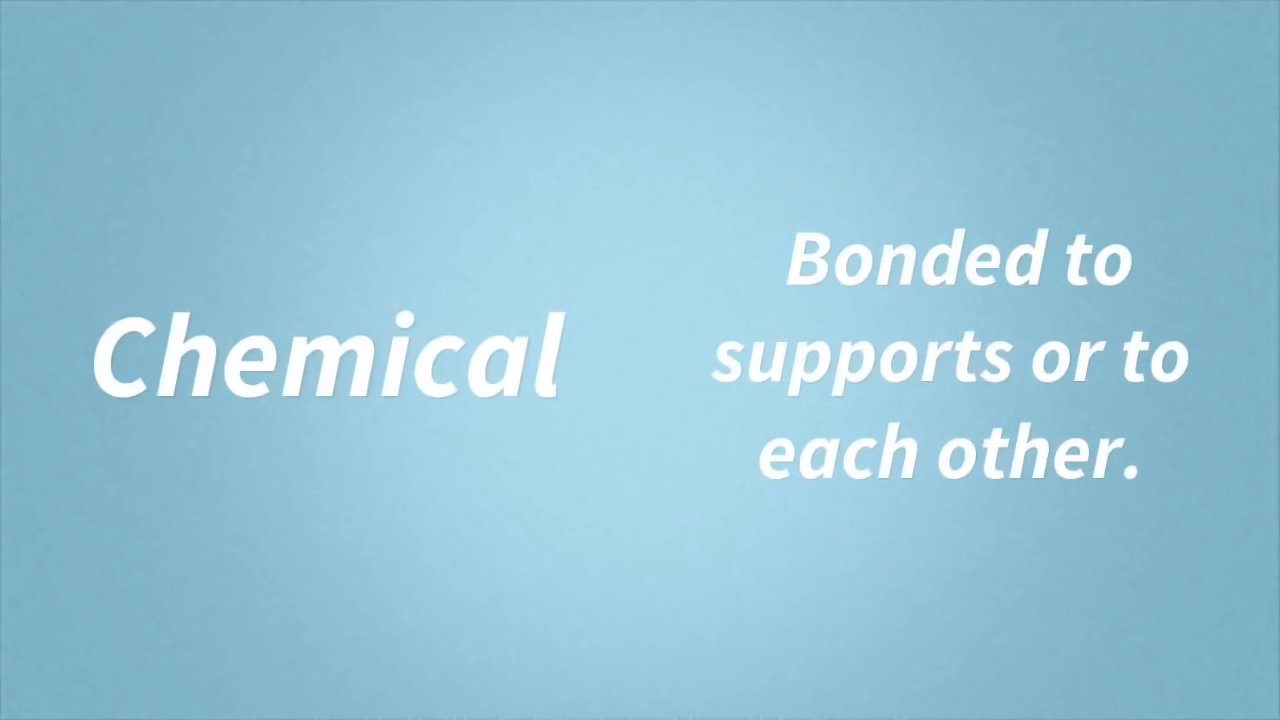 Chemical
Bonded to
supports or to
each other.